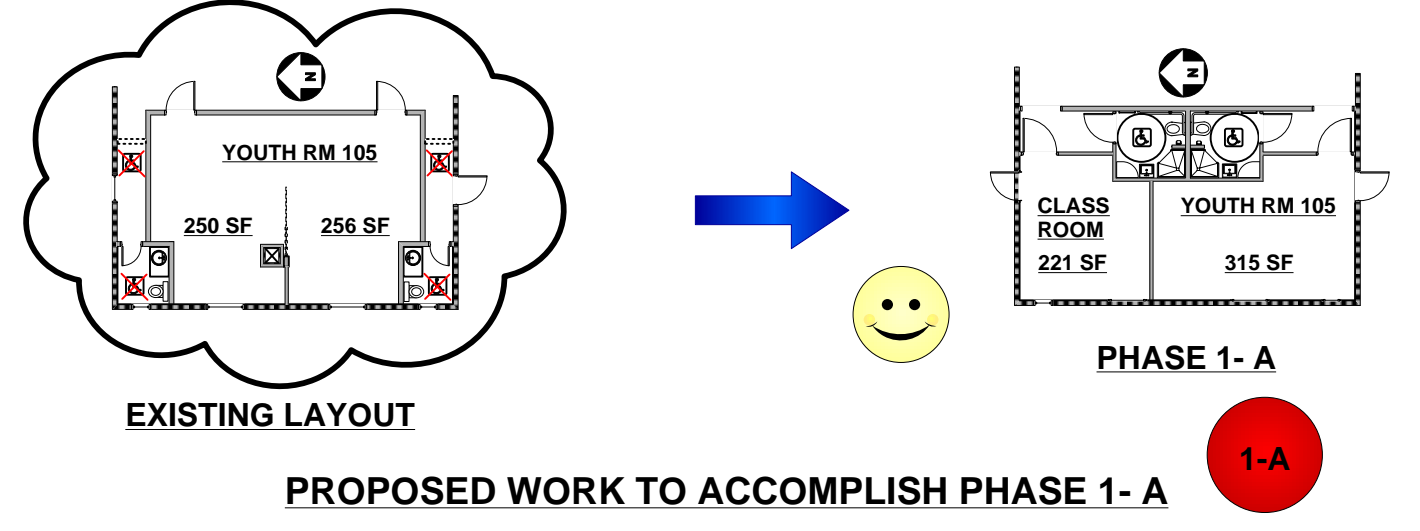 N
YOUTH RM 105
250 SF
256 SF
EXISTING LAYOUT
N
CLASS
ROOM
YOUTH RM 105
221 SF
315 SF
PHASE 1- A
1-A
PROPOSED WORK TO ACCOMPLISH PHASE 1- A